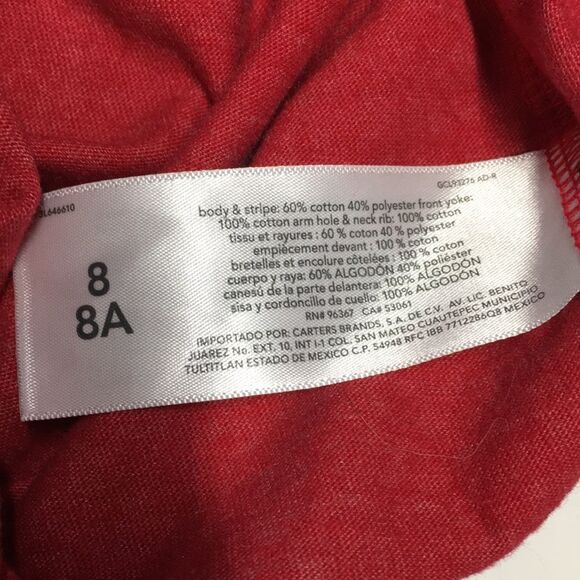 GCL93276 AD-R
L646610
8
8A
body & stripe: 60% cotton 40% polyester front yoke:
100% cotton arm hole & neck rib: 100% cotton
tissu et rayures : 60 % coton 40 % polyester
empiècement devant : 100 % coton
bretelles et encolure côtelées : 100 % coton
cuerpo y raya: 60% ALGODÓN 40% poliéster
canesú de la parte delantera: 100% ALGODÓN
sisa y cordoncillo de cuello: 100% ALGODÓN
RN# 96367 CA# 53061
IMPORTADO POR: CARTERS BRANDS, S.A. DE C.V. AV. LIC. BENITO
JUAREZ No. EXT. 10, INT I-1 COL. SAN MATEO CUAUTEPEC MUNICIPIO
TULTITLAN ESTADO DE MEXICO C.P. 54948 RFC IBB 7712286Q8 MEXICO